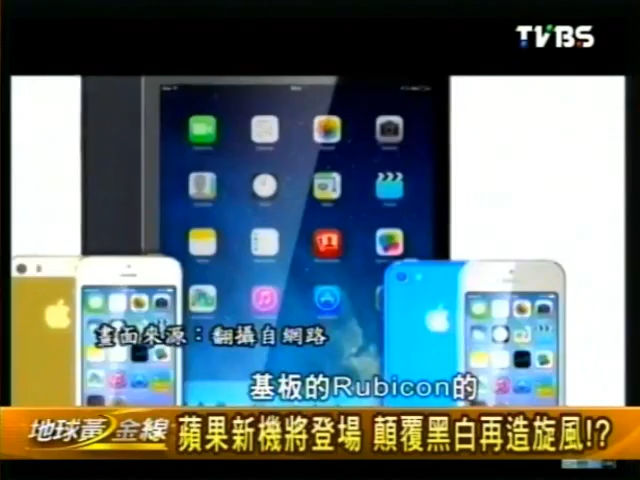 TVBS
畫面來源：翻攝自網路
基板的Rubicon的
地球黃金線
蘋果新機將登場 顛覆黑白再造旋風!?